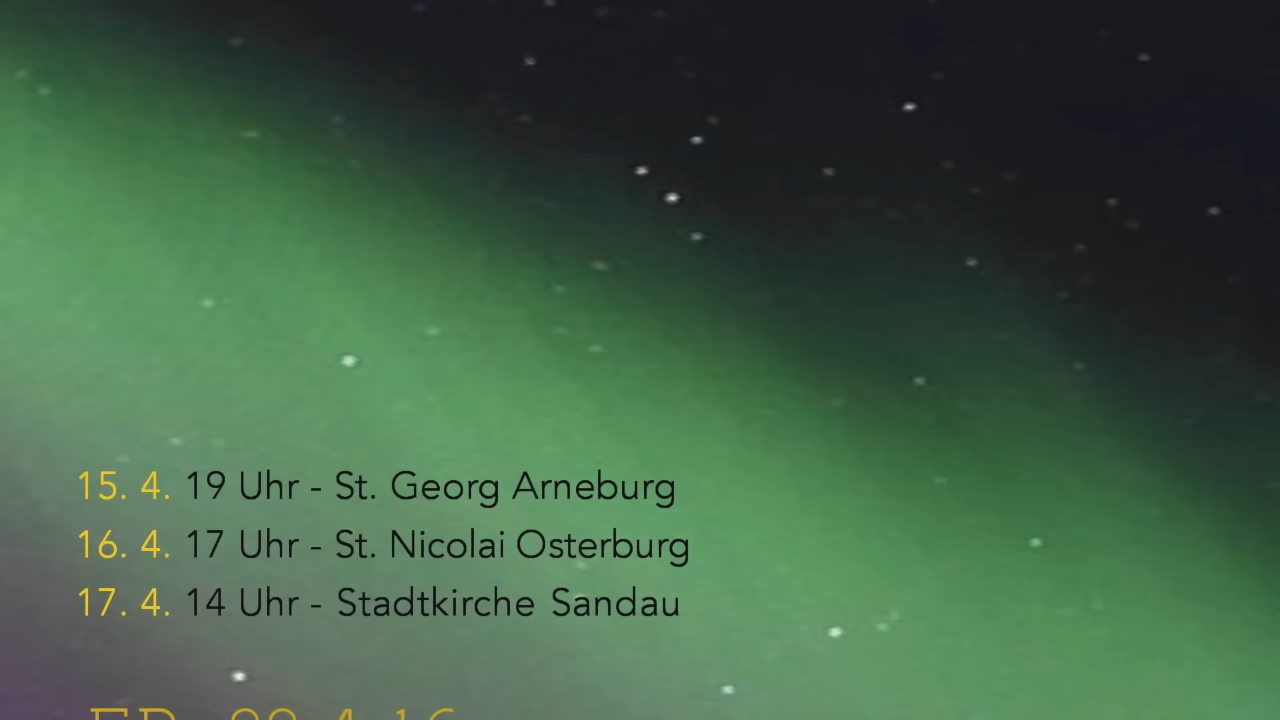 15. 4. 19 Uhr - St. Georg Arneburg
16. 4. 17 Uhr - St. Nicolai Osterburg
17. 4. 14 Uhr - Stadtkirche Sandau